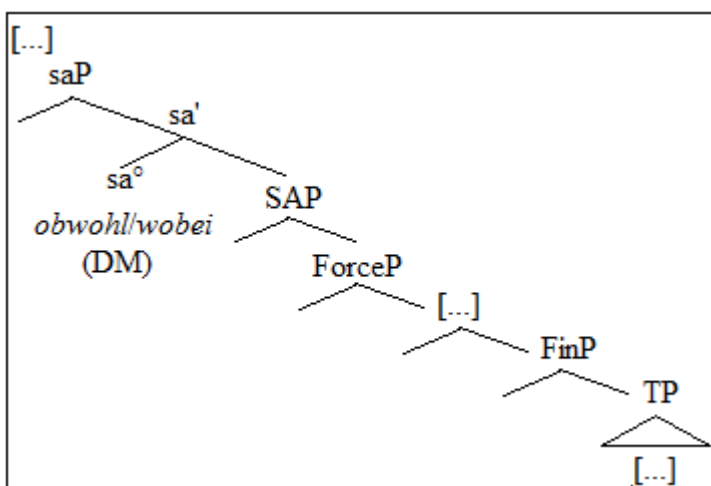 [...]
saP
sa'
sa°
SAP
obwohl/wobei
(DM)
ForceP
[...]
FinP
TP
[...]